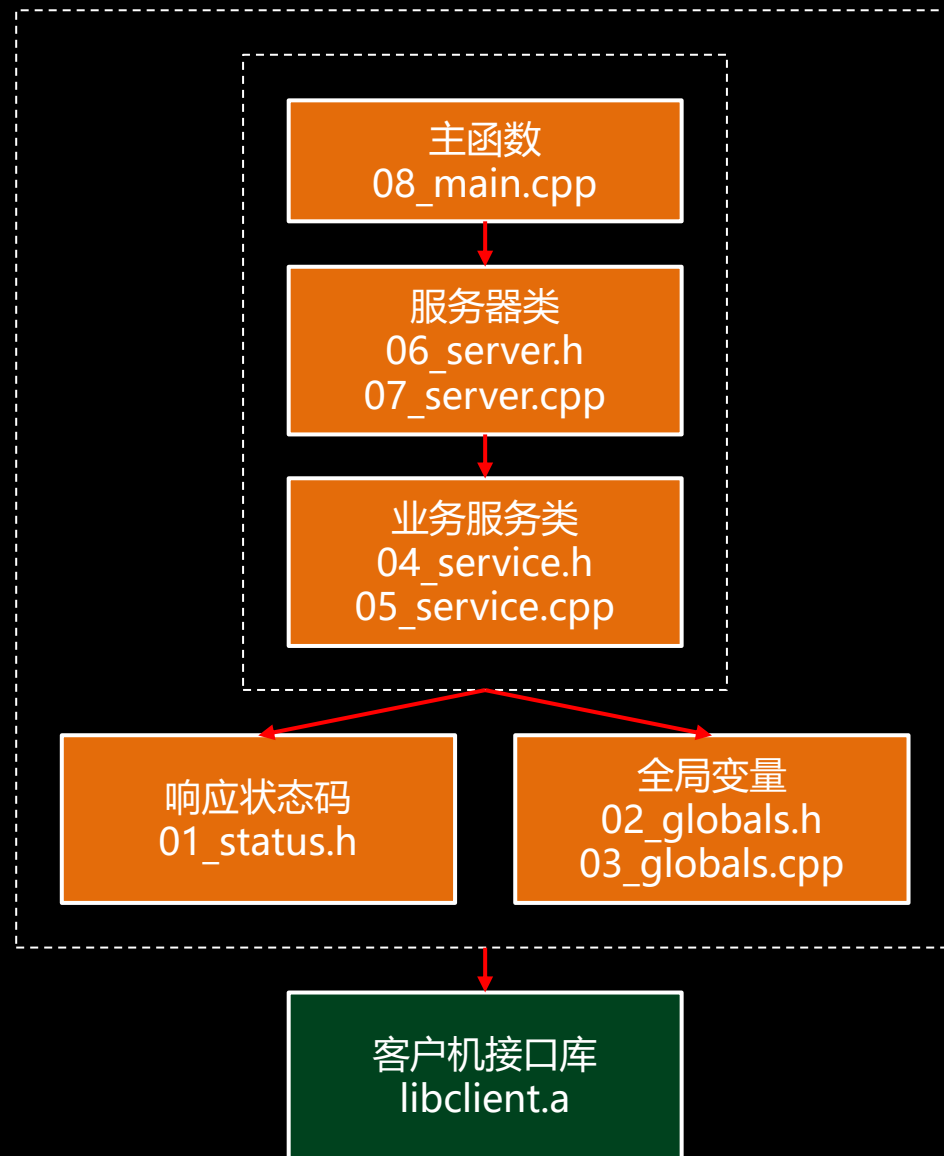 主函数
08_main.cpp
服务器类
06_server.h
07_server.cpp
业务服务类
04_service.h
05_service.cpp
响应状态码
01_status.h
全局变量
02_globals.h
03_globals.cpp
客户机接口库
libclient.a